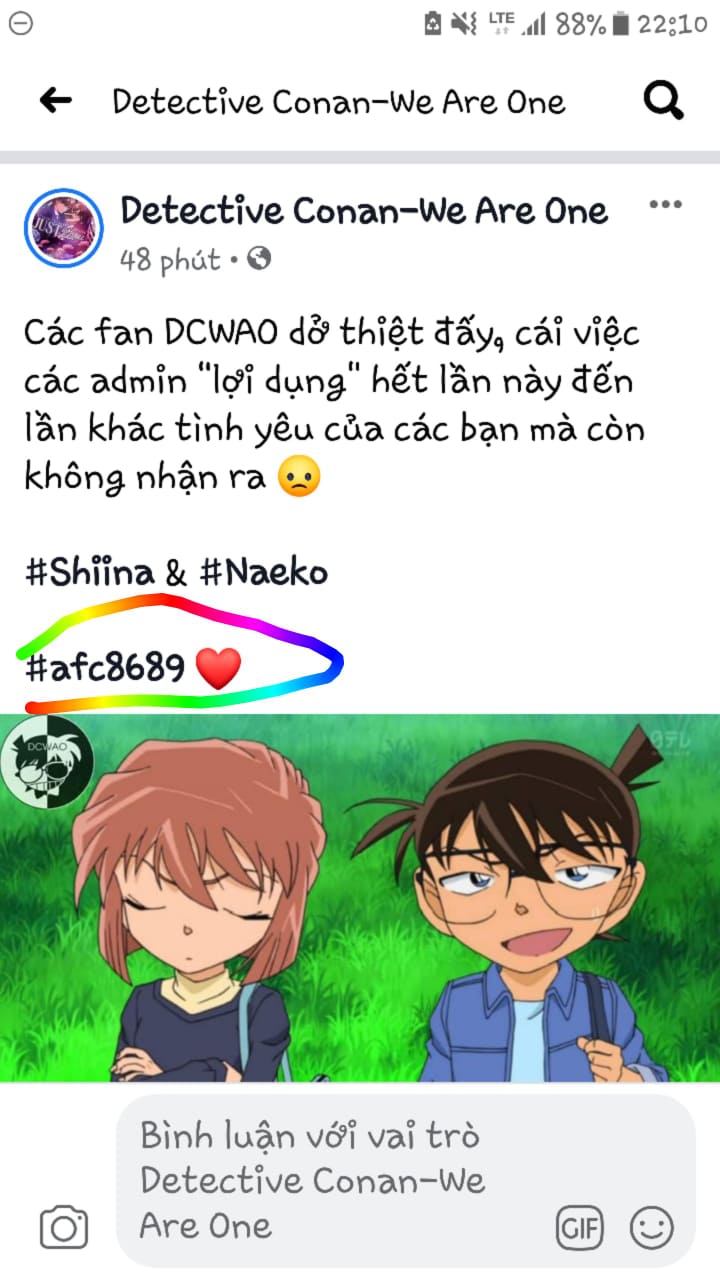 LTE 88% 22:10
Detective Conan–We Are One
Detective Conan–We Are One
48 phút •
Các fan DCWAO dở thiệt đấy, cái việc
các admin "lợi dụng" hết lần này đến
lần khác tình yêu của các bạn mà còn
không nhận ra 🙁
#Shiina & #Naeko
#afc8689 ❤️
DCWAO
日テレ
Bình luận với vai trò
Detective Conan–We
Are One
GIF